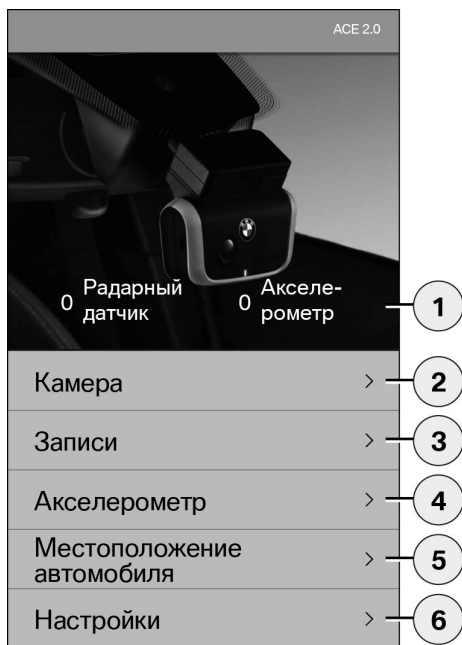 ACE 2.0
0 Радарный датчик
0 Акселе-
рометр
1
Камера
2
Записи
3
Акселерометр
4
Местоположение
автомобиля
5
Настройки
6